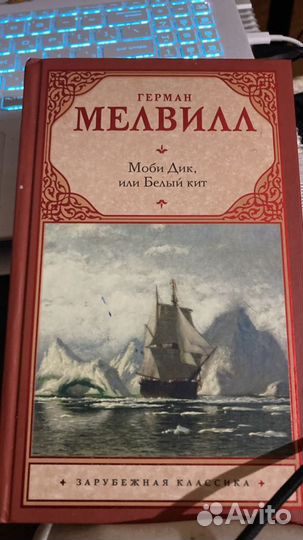 ГЕРМАН
МЕЛВИЛЛ
Моби Дик,
или Белый кит
ЗАРУБЕЖНАЯ КЛАССИКА
Avito